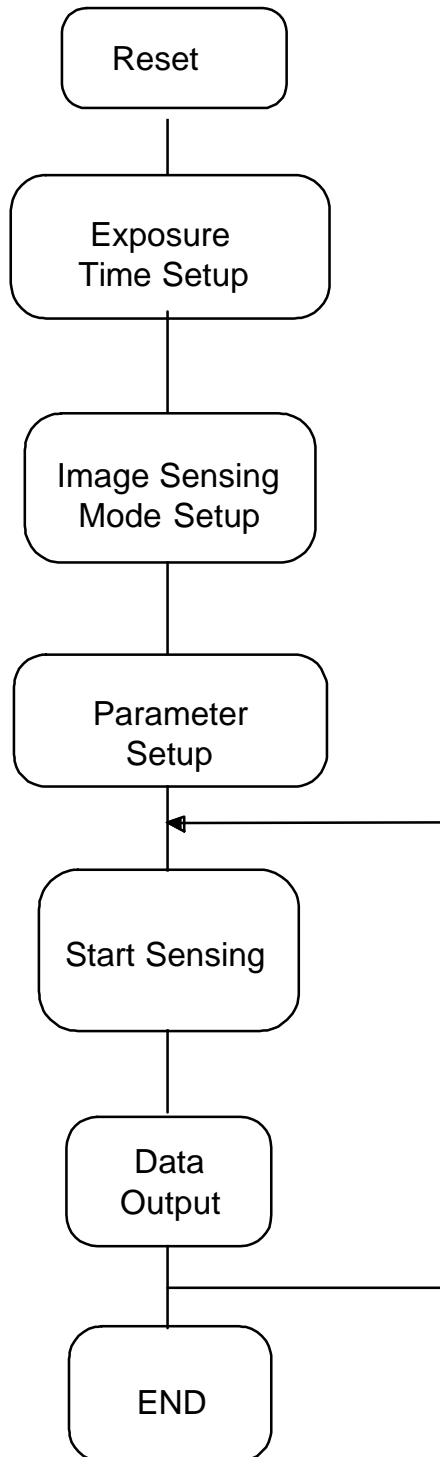 Reset
Exposure
Time Setup
Image Sensing
Mode Setup
Parameter
Setup
Start Sensing
Data
Output
END